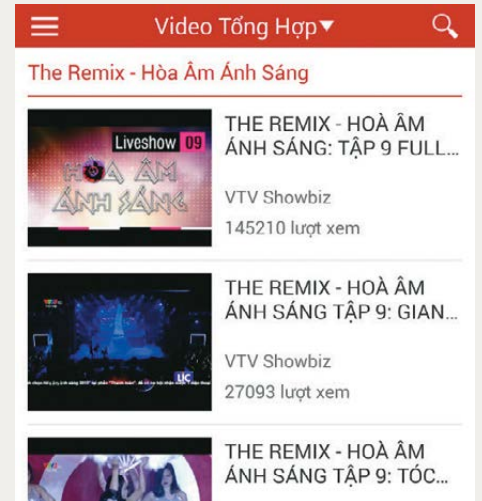 Video Tổng Hợp▼
The Remix - Hòa Âm Ánh Sáng
Liveshow 09
HOÀ ÂM
ÁNH SÁNG
THE REMIX - HOÀ ÂM
ÁNH SÁNG: TẬP 9 FULL...
VTV Showbiz
145210 lượt xem
THE REMIX - HOÀ ÂM
ÁNH SÁNG TẬP 9: GIAN...
VTV Showbiz
27093 lượt xem
THE REMIX - HOÀ ÂM
ÁNH SÁNG TẬP 9: TÓC...